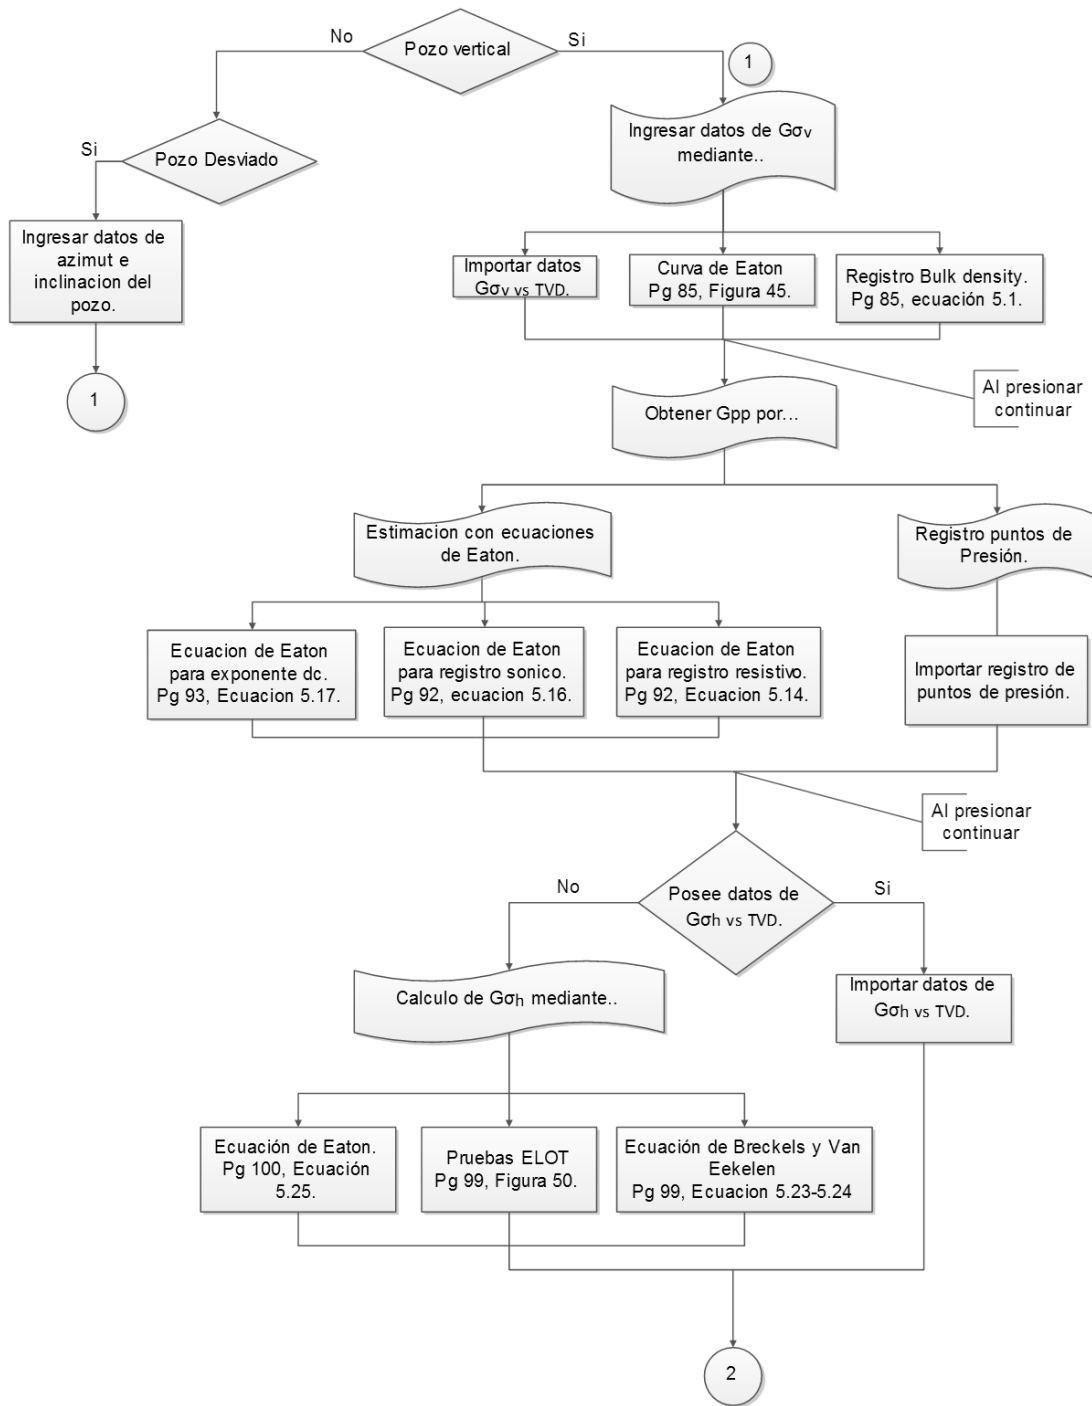 No
Pozo vertical
Si
1
Ingresar datos de Gσv
mediante..
Si
Pozo Desviado
Ingresar datos de
azimut e
inclinacion del
pozo.
1
Importar datos
Gσv vs TVD.
Curva de Eaton
Pg 85, Figura 45.
Registro Bulk density.
Pg 85, ecuación 5.1.
Al presionar
continuar
Obtener Gpp por...
Estimacion con ecuaciones
de Eaton.
Registro puntos de
Presión.
Ecuacion de Eaton
para exponente dc.
Pg 93, Ecuacion 5.17.
Ecuacion de Eaton
para registro sonico.
Pg 92, ecuacion 5.16.
Ecuacion de Eaton
para registro resistivo.
Pg 92, Ecuacion 5.14.
Importar registro de
puntos de presión.
Al presionar
continuar
No
Posee datos de
Gσh vs TVD.
Si
Calculo de Gσh mediante..
Importar datos de
Gσh vs TVD.
Ecuación de Eaton.
Pg 100, Ecuación
5.25.
Pruebas ELOT
Pg 99, Figura 50.
Ecuación de Breckels y Van
Eekelen
Pg 99, Ecuacion 5.23-5.24
2